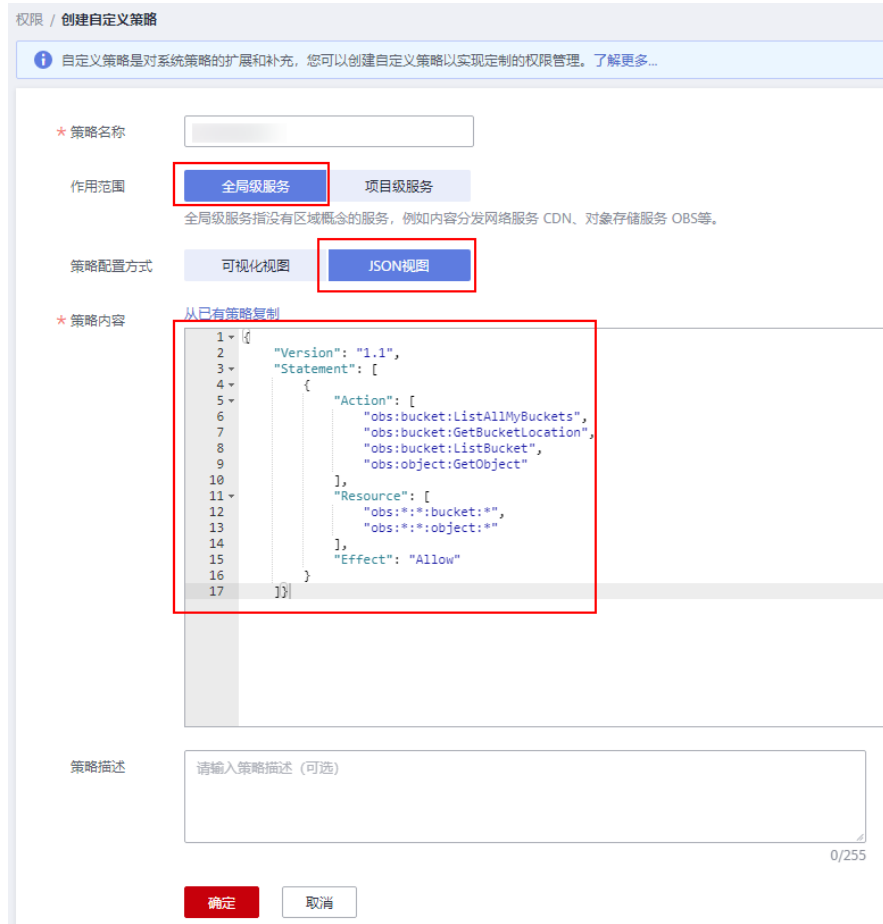 权限 / 创建自定义策略
自定义策略是对系统策略的扩展和补充，您可以创建自定义策略以实现定制的权限管理。了解更多...
* 策略名称
作用范围 全局级服务 项目级服务
全局级服务指没有区域概念的服务，例如内容分发网络服务 CDN、对象存储服务 OBS等。
策略配置方式 可视化视图 JSON视图
从已有策略复制
* 策略内容
1 {
2 "Version": "1.1",
3 "Statement": [
4 {
5 "Action": [
6 "obs:bucket:ListAllMyBuckets",
7 "obs:bucket:GetBucketLocation",
8 "obs:bucket:ListBucket",
9 "obs:object:GetObject"
10 ],
11 "Resource": [
12 "obs:*:*:bucket:*",
13 "obs:*:*:object:*"
14 ],
15 "Effect": "Allow"
16 }
17 ]}
策略描述 请输入策略描述（可选）
0/255
确定 取消